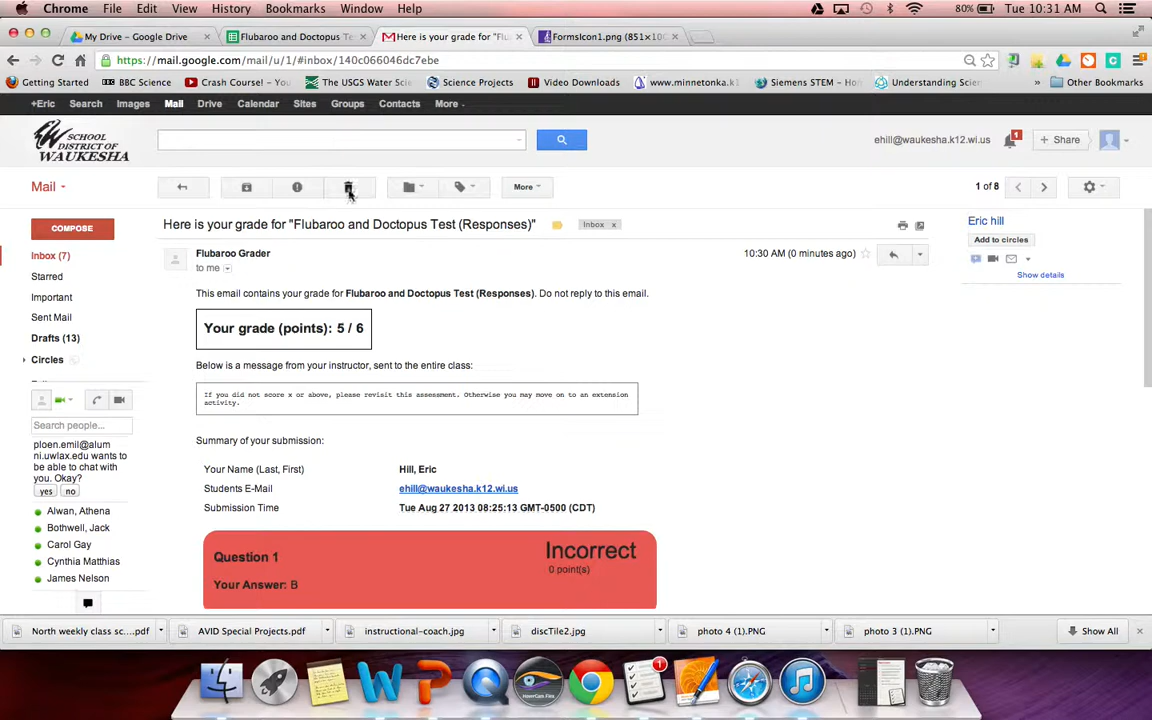 Chrome File Edit View History Bookmarks Window Help 80% Tue 10:31 AM
My Drive – Google Drive × Flubaroo and Doctopus Te × Here is your grade for "Flu × FormsIcon1.png (851×10 ×
https://mail.google.com/mail/u/1/#inbox/140c066046dc7ebe
Getting Started BBC Science Crash Course! – Yo The USGS Water Sci Science Projects Video Downloads www.minnetonka.k1 Siemens STEM – Ho Understanding Scie » Other Bookmarks
+Eric Search Images Mail Drive Calendar Sites Groups Contacts More
SCHOOL
DISTRICT OF
WAUKESHA
ehill@waukesha.k12.wi.us 1 + Share
Mail More 1 of 8
COMPOSE
Here is your grade for "Flubaroo and Doctopus Test (Responses)" Inbox x
Eric hill
Add to circles
Show details
Inbox (7)
Starred
Important
Sent Mail
Drafts (13)
Circles
Search people...
ploen.emil@alum
ni.uwlax.edu wants to
be able to chat with
you. Okay?
yes no
Alwan, Athena
Bothwell, Jack
Carol Gay
Cynthia Matthias
James Nelson
Flubaroo Grader 10:30 AM (0 minutes ago)
to me
This email contains your grade for Flubaroo and Doctopus Test (Responses). Do not reply to this email.
Your grade (points): 5 / 6
Below is a message from your instructor, sent to the entire class:
If you did not score x or above, please revisit this assessment. Otherwise you may move on to an extension
activity.
Summary of your submission:
Your Name (Last, First) Hill, Eric
Students E-Mail ehill@waukesha.k12.wi.us
Submission Time Tue Aug 27 2013 08:25:13 GMT-0500 (CDT)
Question 1 Incorrect
0 point(s)
Your Answer: B
North weekly class sc....pdf AVID Special Projects.pdf instructional-coach.jpg discTile2.jpg photo 4 (1).PNG photo 3 (1).PNG Show All ×
HoverCam Flex
1